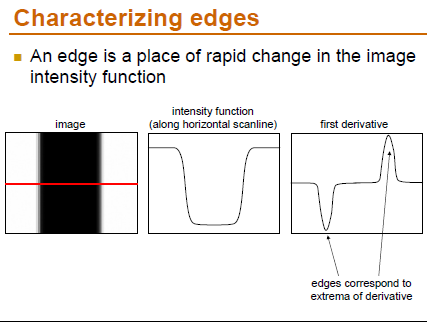 Characterizing edges
An edge is a place of rapid change in the image
intensity function
image
intensity function
(along horizontal scanline)
first derivative
edges correspond to
extrema of derivative